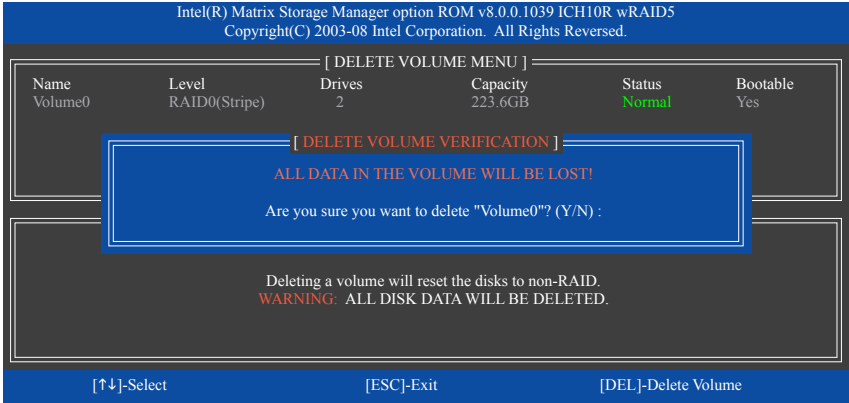 Intel(R) Matrix Storage Manager option ROM v8.0.0.1039 ICH10R wRAID5
Copyright(C) 2003-08 Intel Corporation.  All Rights Reversed.
[ DELETE VOLUME MENU ]
Name Level Drives Capacity Status Bootable
Volume0 RAID0(Stripe) 2 223.6GB Normal Yes
[ DELETE VOLUME VERIFICATION ]
ALL DATA IN THE VOLUME WILL BE LOST!
Are you sure you want to delete "Volume0"? (Y/N) :
Deleting a volume will reset the disks to non-RAID.
WARNING:  ALL DISK DATA WILL BE DELETED.
[↑↓]-Select [ESC]-Exit [DEL]-Delete Volume